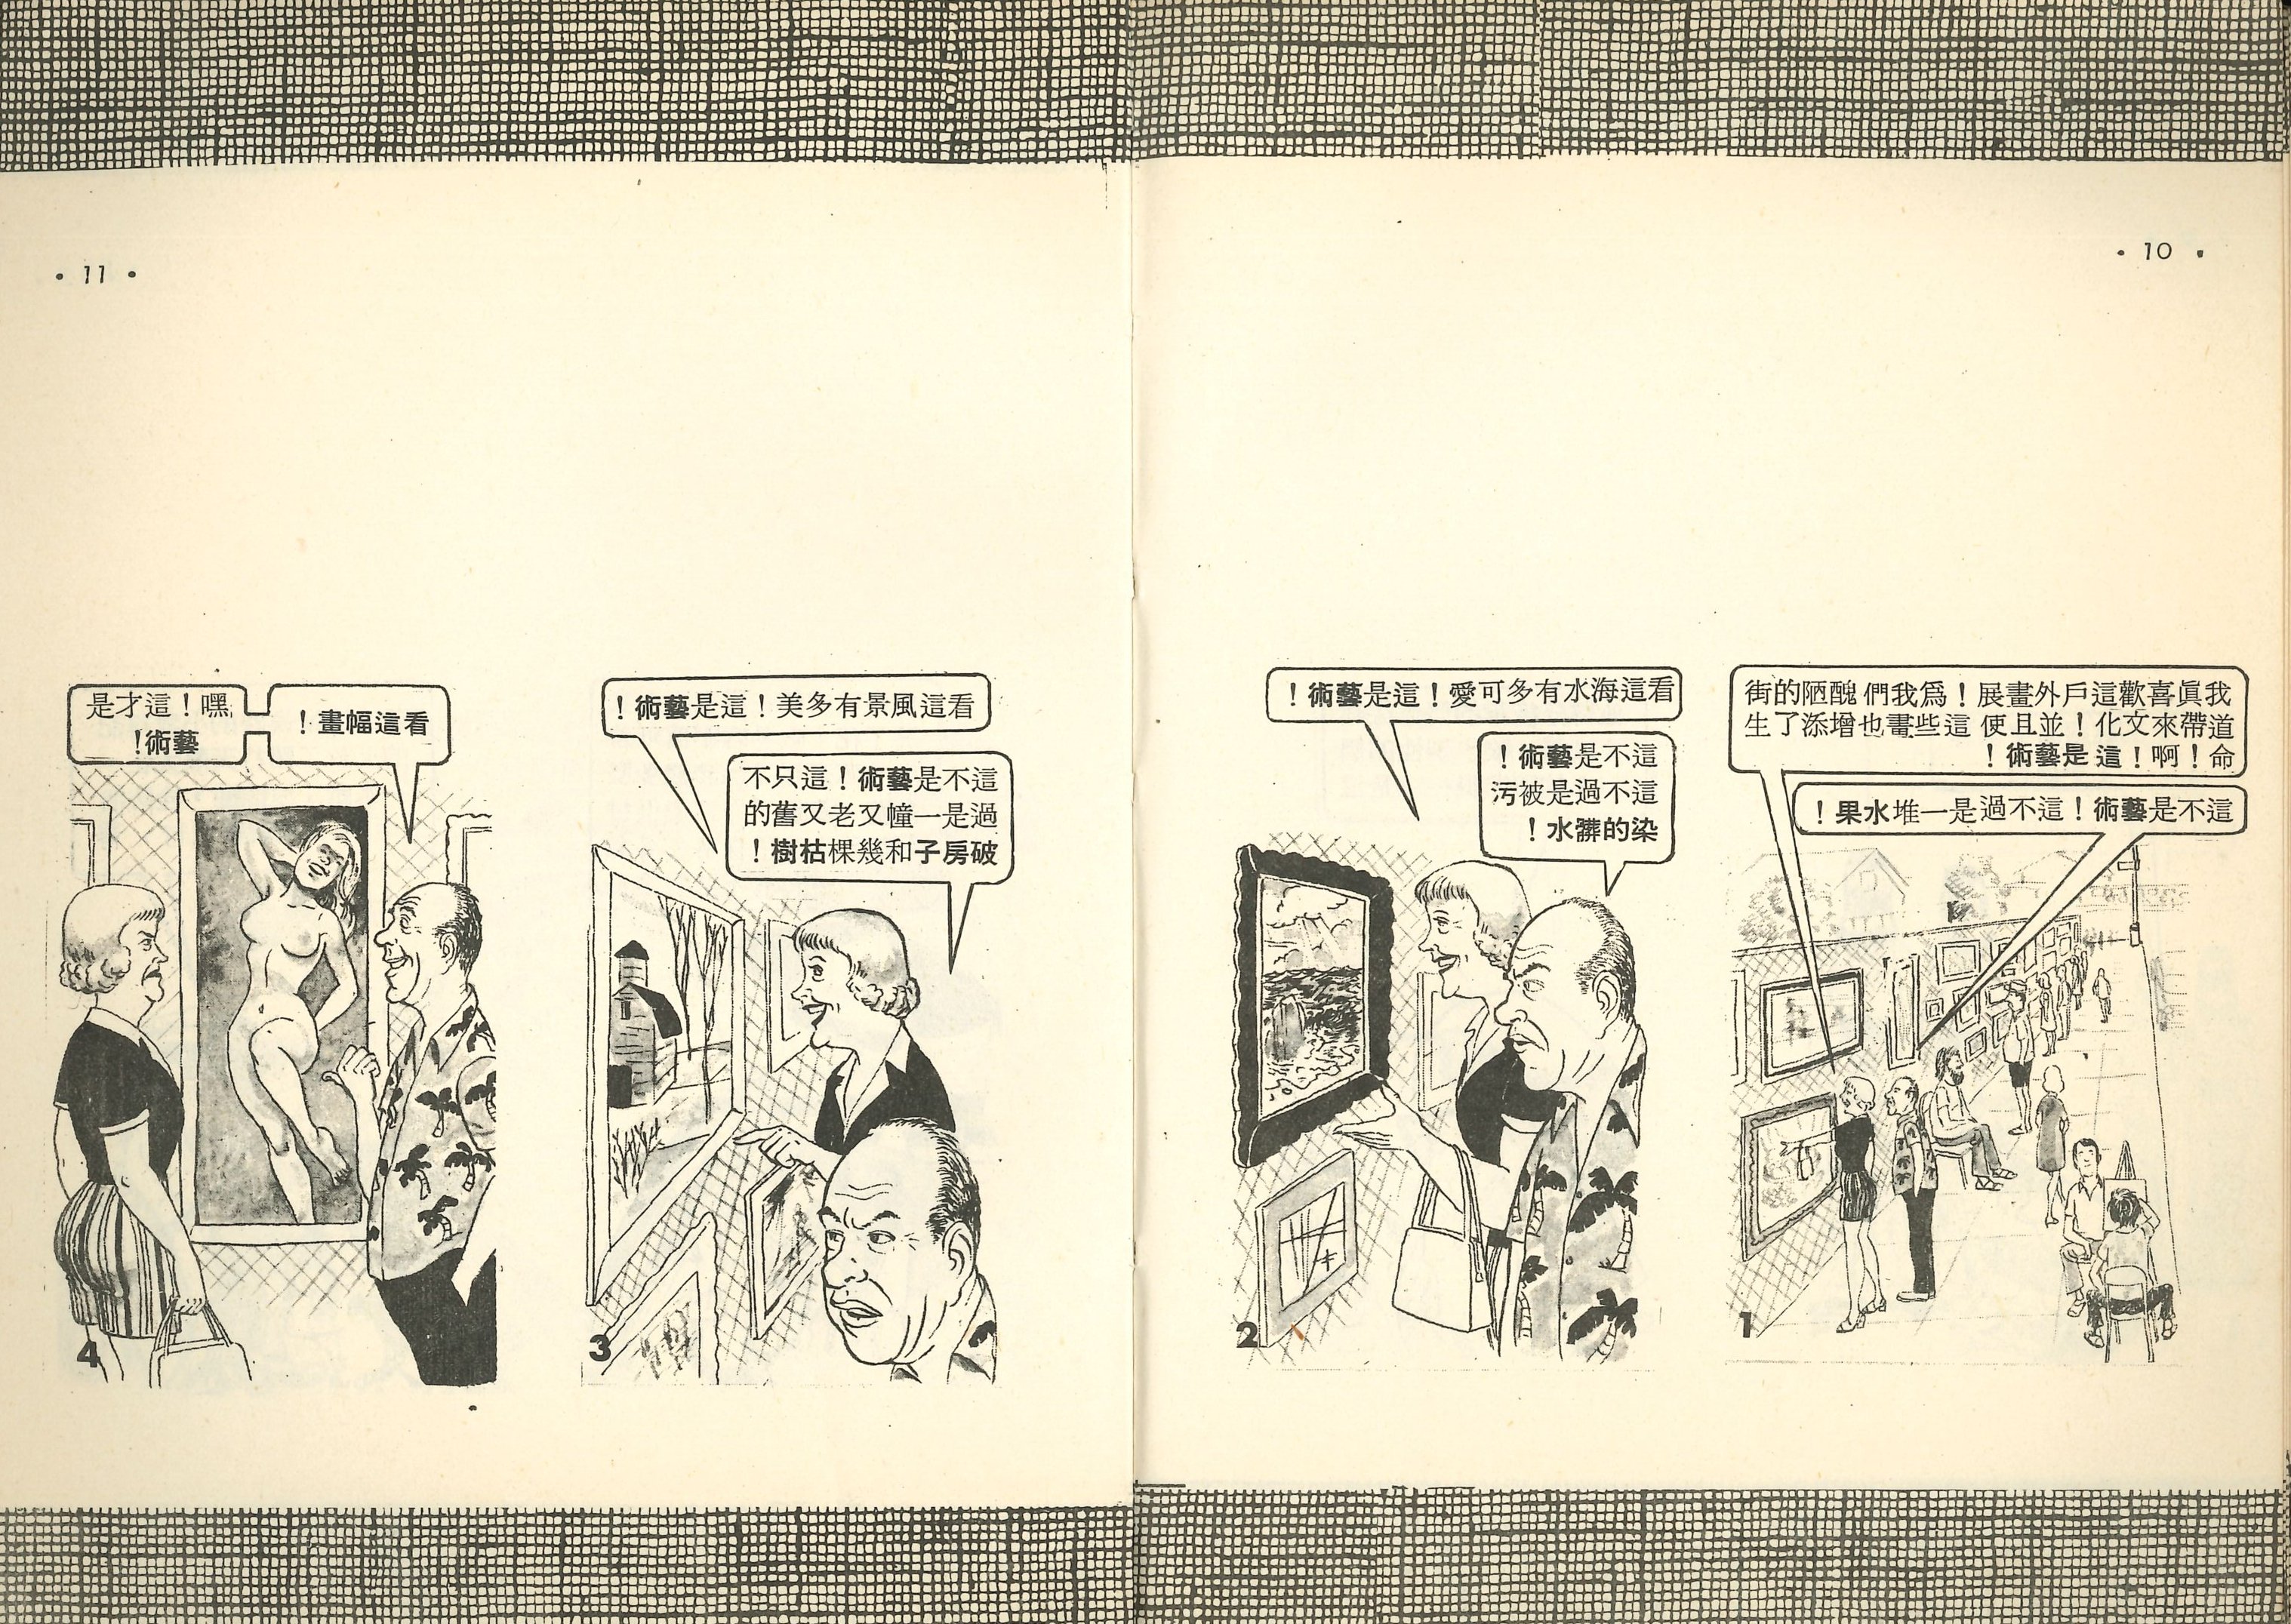 • 10 •
我眞喜歡這戶外畫展！爲我們醜陋的街
道帶來文化！並且使這些畫也增添了生
命！啊！這是藝術！
這不是藝術！這不過是一堆水果！
1
看這海水有多可愛！這是藝術！
這不是藝術！
這不過是被污
染的髒水！
2
• 11 •
看這風景有多美！這是藝術！
這不是藝術！這只不
過是一幢又老又舊的
破房子和幾棵枯樹！
3
看這幅畫！
嘿！這才是
藝術！
4